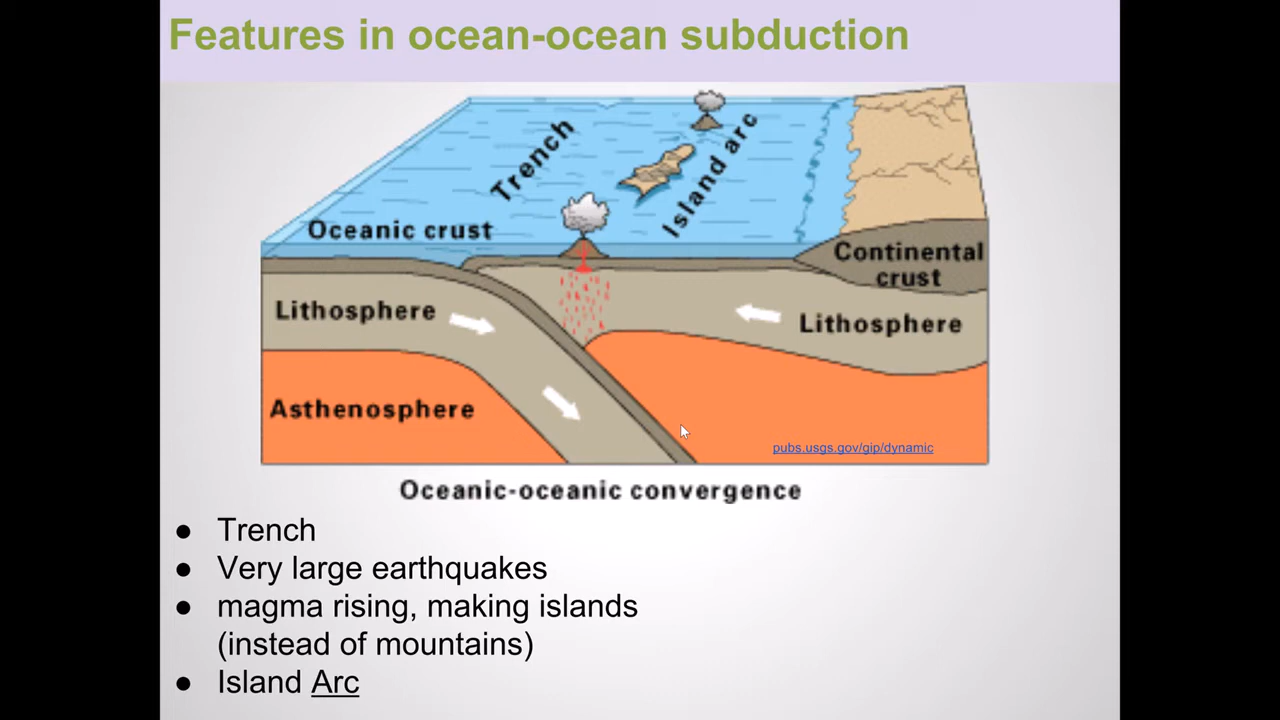 Features in ocean-ocean subduction
Trench
Island arc
Oceanic crust
Continental
crust
Lithosphere
Lithosphere
Asthenosphere
pubs.usgs.gov/gip/dynamic
Oceanic-oceanic convergence
● Trench
● Very large earthquakes
● magma rising, making islands
(instead of mountains)
● Island Arc